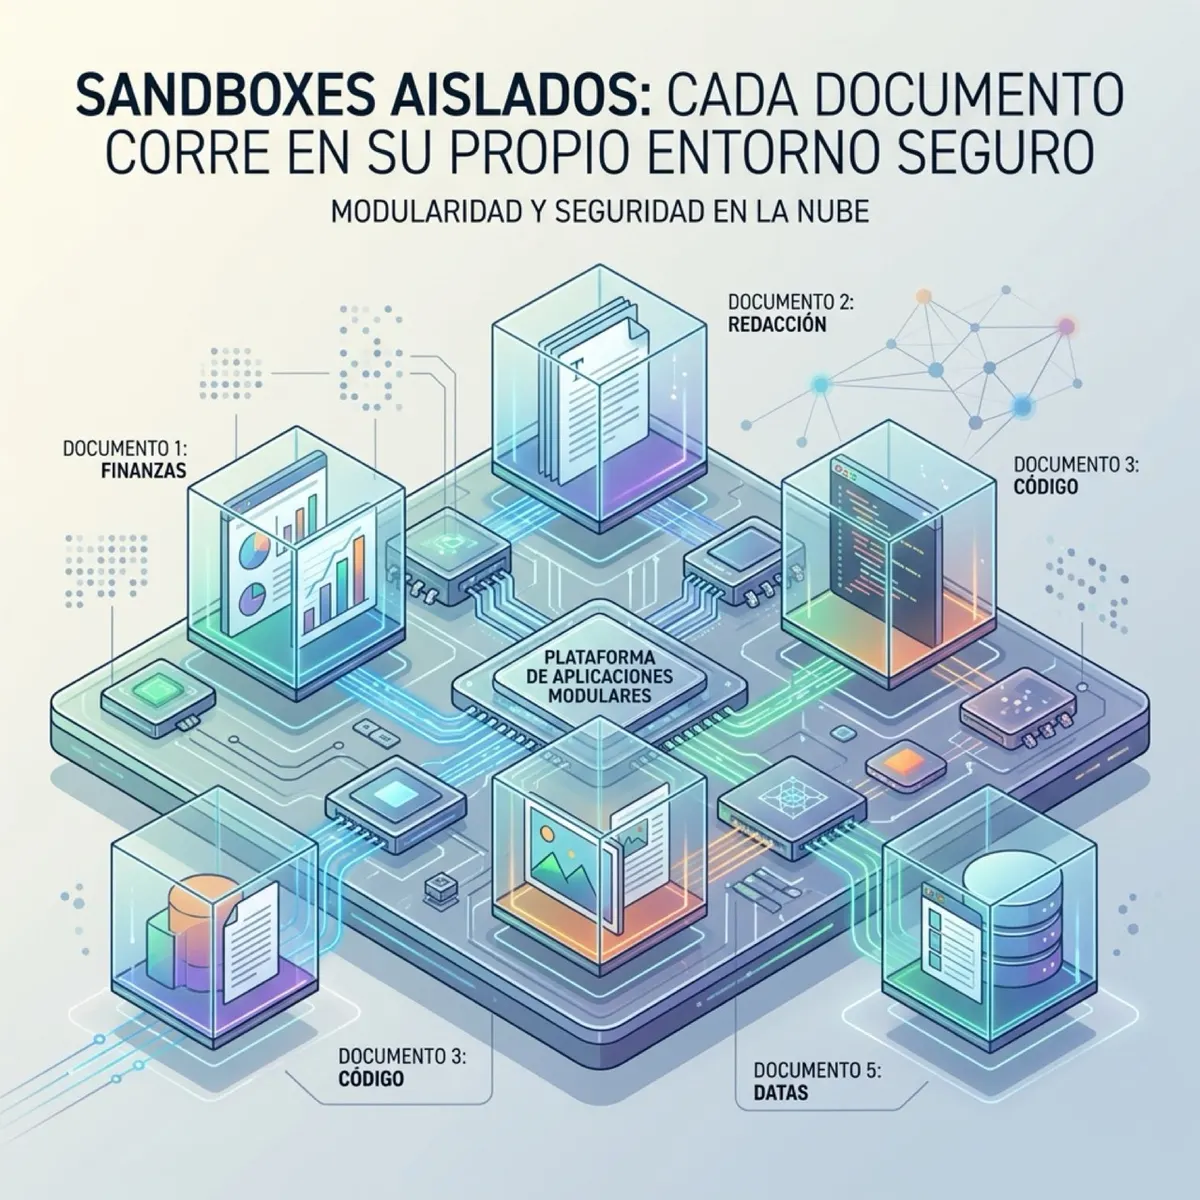 SANDBOXES AISLADOS: CADA DOCUMENTO
CORRE EN SU PROPIO ENTORNO SEGURO
MODULARIDAD Y SEGURIDAD EN LA NUBE
DOCUMENTO 2:
REDACCIÓN
DOCUMENTO 1:
FINANZAS
DOCUMENTO 3:
CÓDIGO
T
PLATAFORMA
DE APLICACIONES
MODULARES
DOCUMENTO 3:
CÓDIGO
DOCUMENTO 5:
DATAS